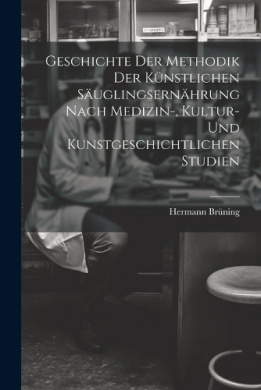 Geschichte Der Methodik
Der Künstlichen
Säuglingsernährung
Nach Medizin-, Kultur-
Und
Kunstgeschichtlichen
Studien
Hermann Brüning